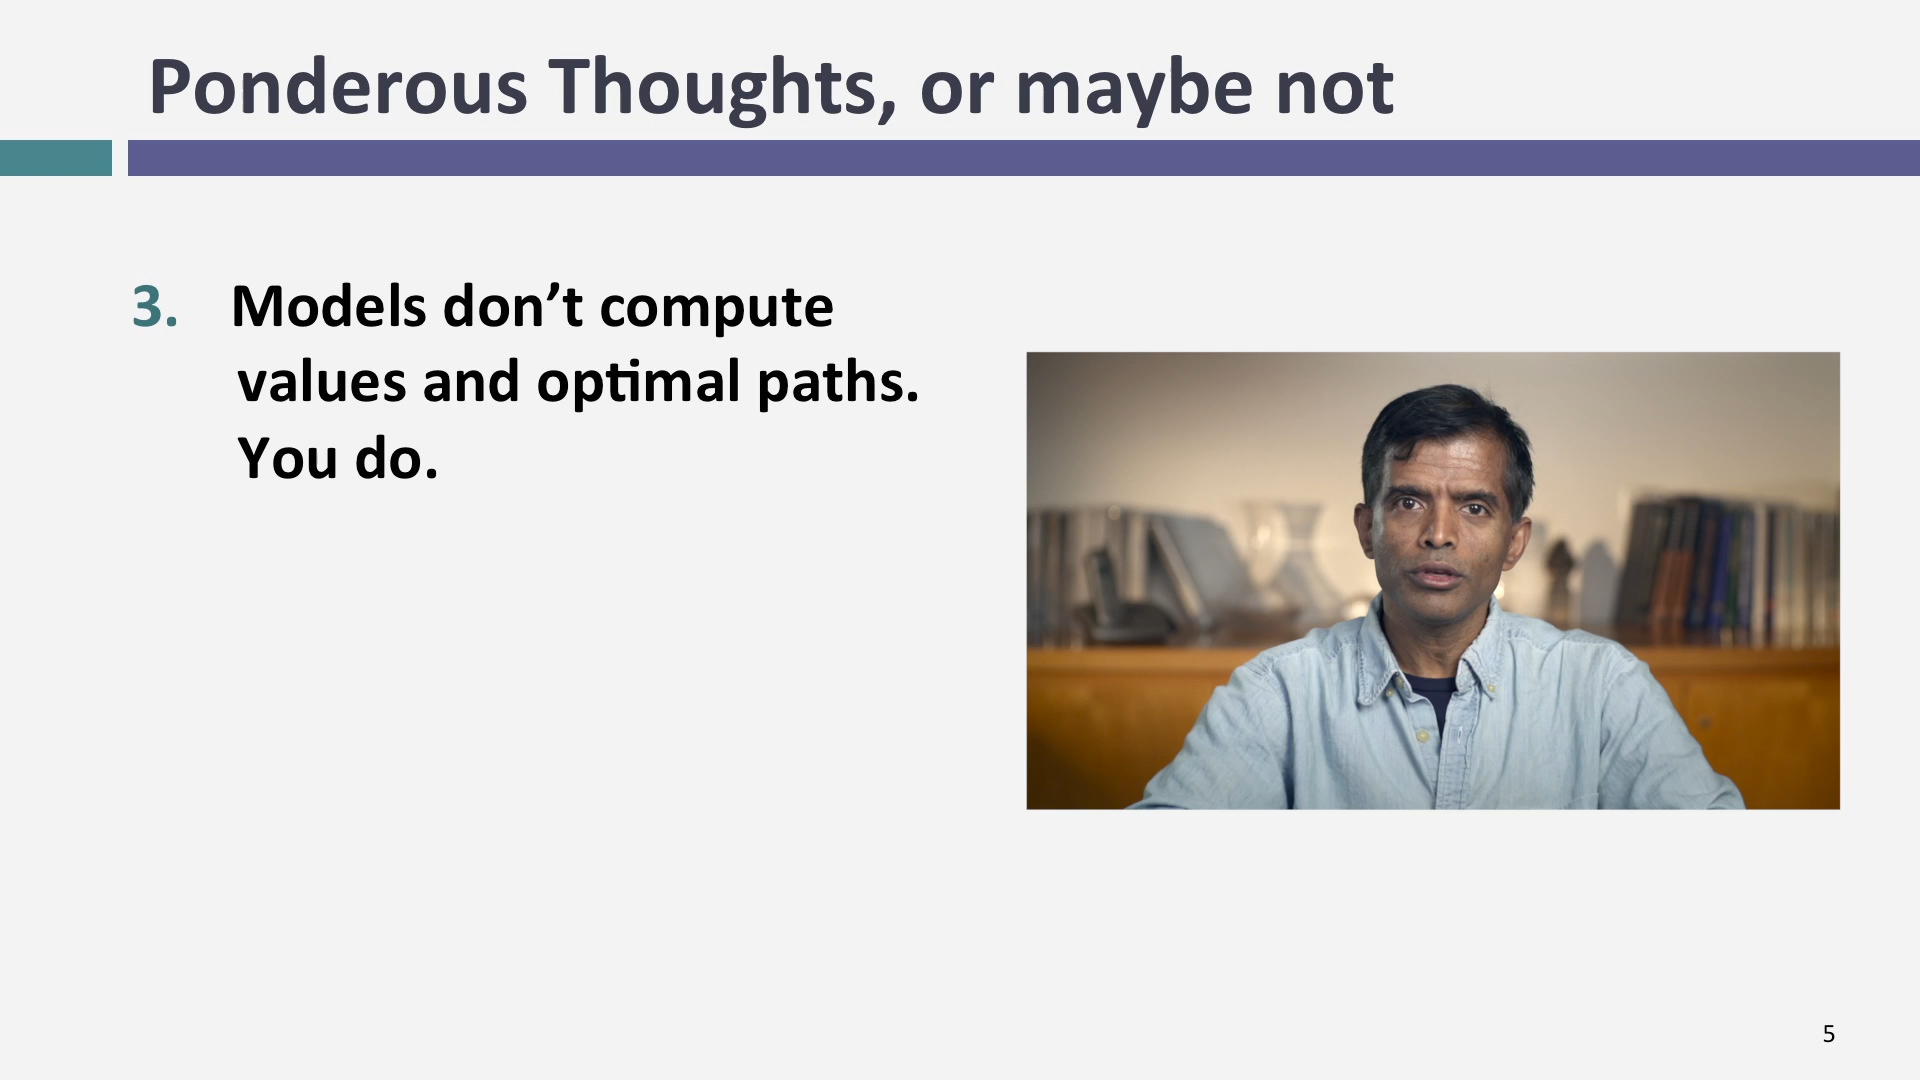 Ponderous Thoughts, or maybe not
3. Models don’t compute
values and optimal paths.
You do.
5